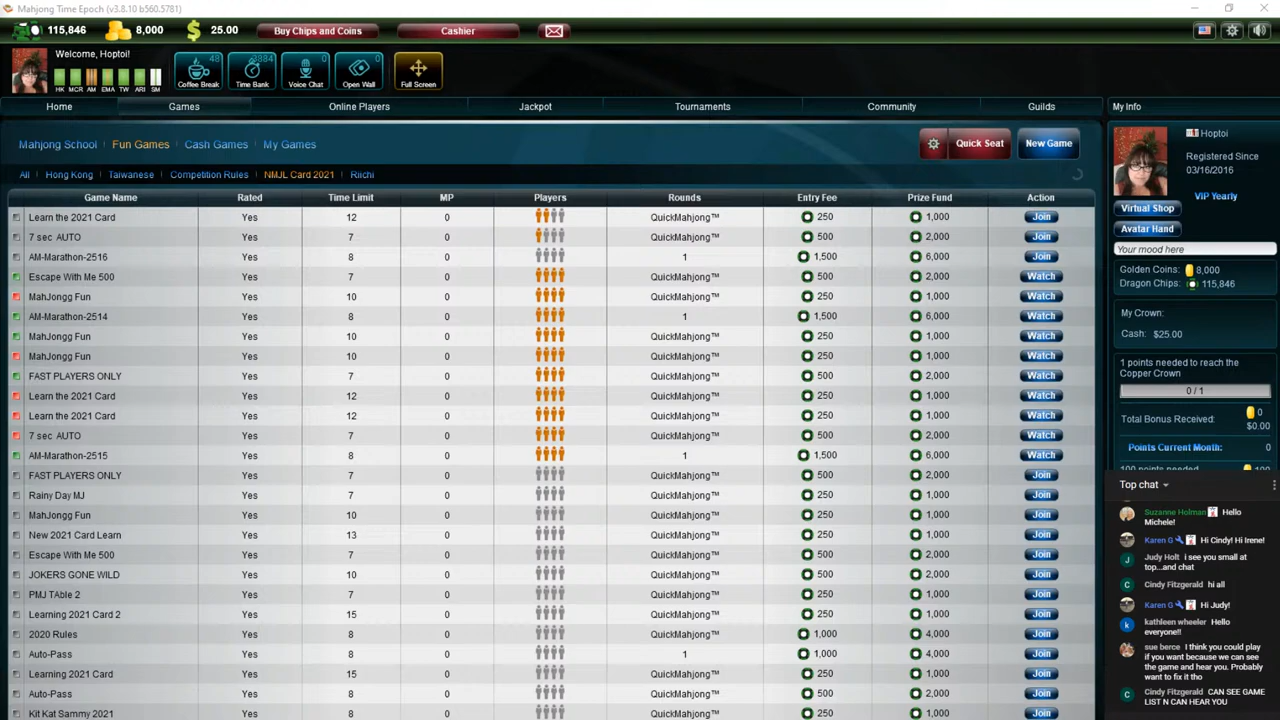 Mahjong Time Epoch (v3.8.10 b560.5781)
115,846 8,000 25.00 Buy Chips and Coins Cashier
Welcome, Hoptoi!
HK MCR AM EMA TW ARI SM
48 Coffee Break 3884 Time Bank 0 Voice Chat 0 Open Wall Full Screen
Home Games Online Players Jackpot Tournaments Community Guilds My Info
Mahjong School Fun Games Cash Games My Games Quick Seat New Game
All Hong Kong Taiwanese Competition Rules NMJL Card 2021 Riichi
Game Name Rated Time Limit MP Players Rounds Entry Fee Prize Fund Action
Learn the 2021 Card Yes 12 0 QuickMahjong™ 250 1,000 Join
7 sec AUTO Yes 7 0 QuickMahjong™ 500 2,000 Join
AM-Marathon-2516 Yes 8 0 1 1,500 6,000 Join
Escape With Me 500 Yes 7 0 QuickMahjong™ 500 2,000 Watch
MahJongg Fun Yes 10 0 QuickMahjong™ 250 1,000 Watch
AM-Marathon-2514 Yes 8 0 1 1,500 6,000 Watch
MahJongg Fun Yes 10 0 QuickMahjong™ 250 1,000 Watch
MahJongg Fun Yes 10 0 QuickMahjong™ 250 1,000 Watch
FAST PLAYERS ONLY Yes 7 0 QuickMahjong™ 500 2,000 Watch
Learn the 2021 Card Yes 12 0 QuickMahjong™ 250 1,000 Watch
Learn the 2021 Card Yes 12 0 QuickMahjong™ 250 1,000 Watch
7 sec AUTO Yes 7 0 QuickMahjong™ 500 2,000 Watch
AM-Marathon-2515 Yes 8 0 1 1,500 6,000 Watch
FAST PLAYERS ONLY Yes 7 0 QuickMahjong™ 500 2,000 Join
Rainy Day MJ Yes 7 0 QuickMahjong™ 250 1,000 Join
MahJongg Fun Yes 10 0 QuickMahjong™ 250 1,000 Join
New 2021 Card Learn Yes 13 0 QuickMahjong™ 250 1,000 Join
Escape With Me 500 Yes 7 0 QuickMahjong™ 500 2,000 Join
JOKERS GONE WILD Yes 10 0 QuickMahjong™ 500 2,000 Join
PMJ TAble 2 Yes 7 0 QuickMahjong™ 250 1,000 Join
Learning 2021 Card 2 Yes 15 0 QuickMahjong™ 250 1,000 Join
2020 Rules Yes 8 0 QuickMahjong™ 1,000 4,000 Join
Auto-Pass Yes 8 0 1 1,000 4,000 Join
Learning 2021 Card Yes 15 0 QuickMahjong™ 250 1,000 Join
Auto-Pass Yes 8 0 QuickMahjong™ 500 2,000 Join
Kit Kat Sammy 2021 Yes 8 0 QuickMahjong™ 250 1,000 Join
Hoptoi
Registered Since
03/16/2016
VIP Yearly
Virtual Shop
Avatar Hand
Your mood here
Golden Coins: 8,000
Dragon Chips: 115,846
My Crown:
Cash: $25.00
1 points needed to reach the
Copper Crown
0 / 1
Total Bonus Received: 0
$0.00
Points Current Month: 0
100 points needed 100
Top chat
Suzanne Holman Hello
Michele!
Karen G Hi Cindy! Hi Irene!
J Judy Holt i see you small at
top...and chat
C Cindy Fitzgerald hi all
Karen G Hi Judy!
k kathleen wheeler Hello
everyone!!
sue berce I think you could play
if you want because we can see
the game and hear you. Probably
want to fix it tho
C Cindy Fitzgerald CAN SEE GAME
LIST N CAN HEAR YOU